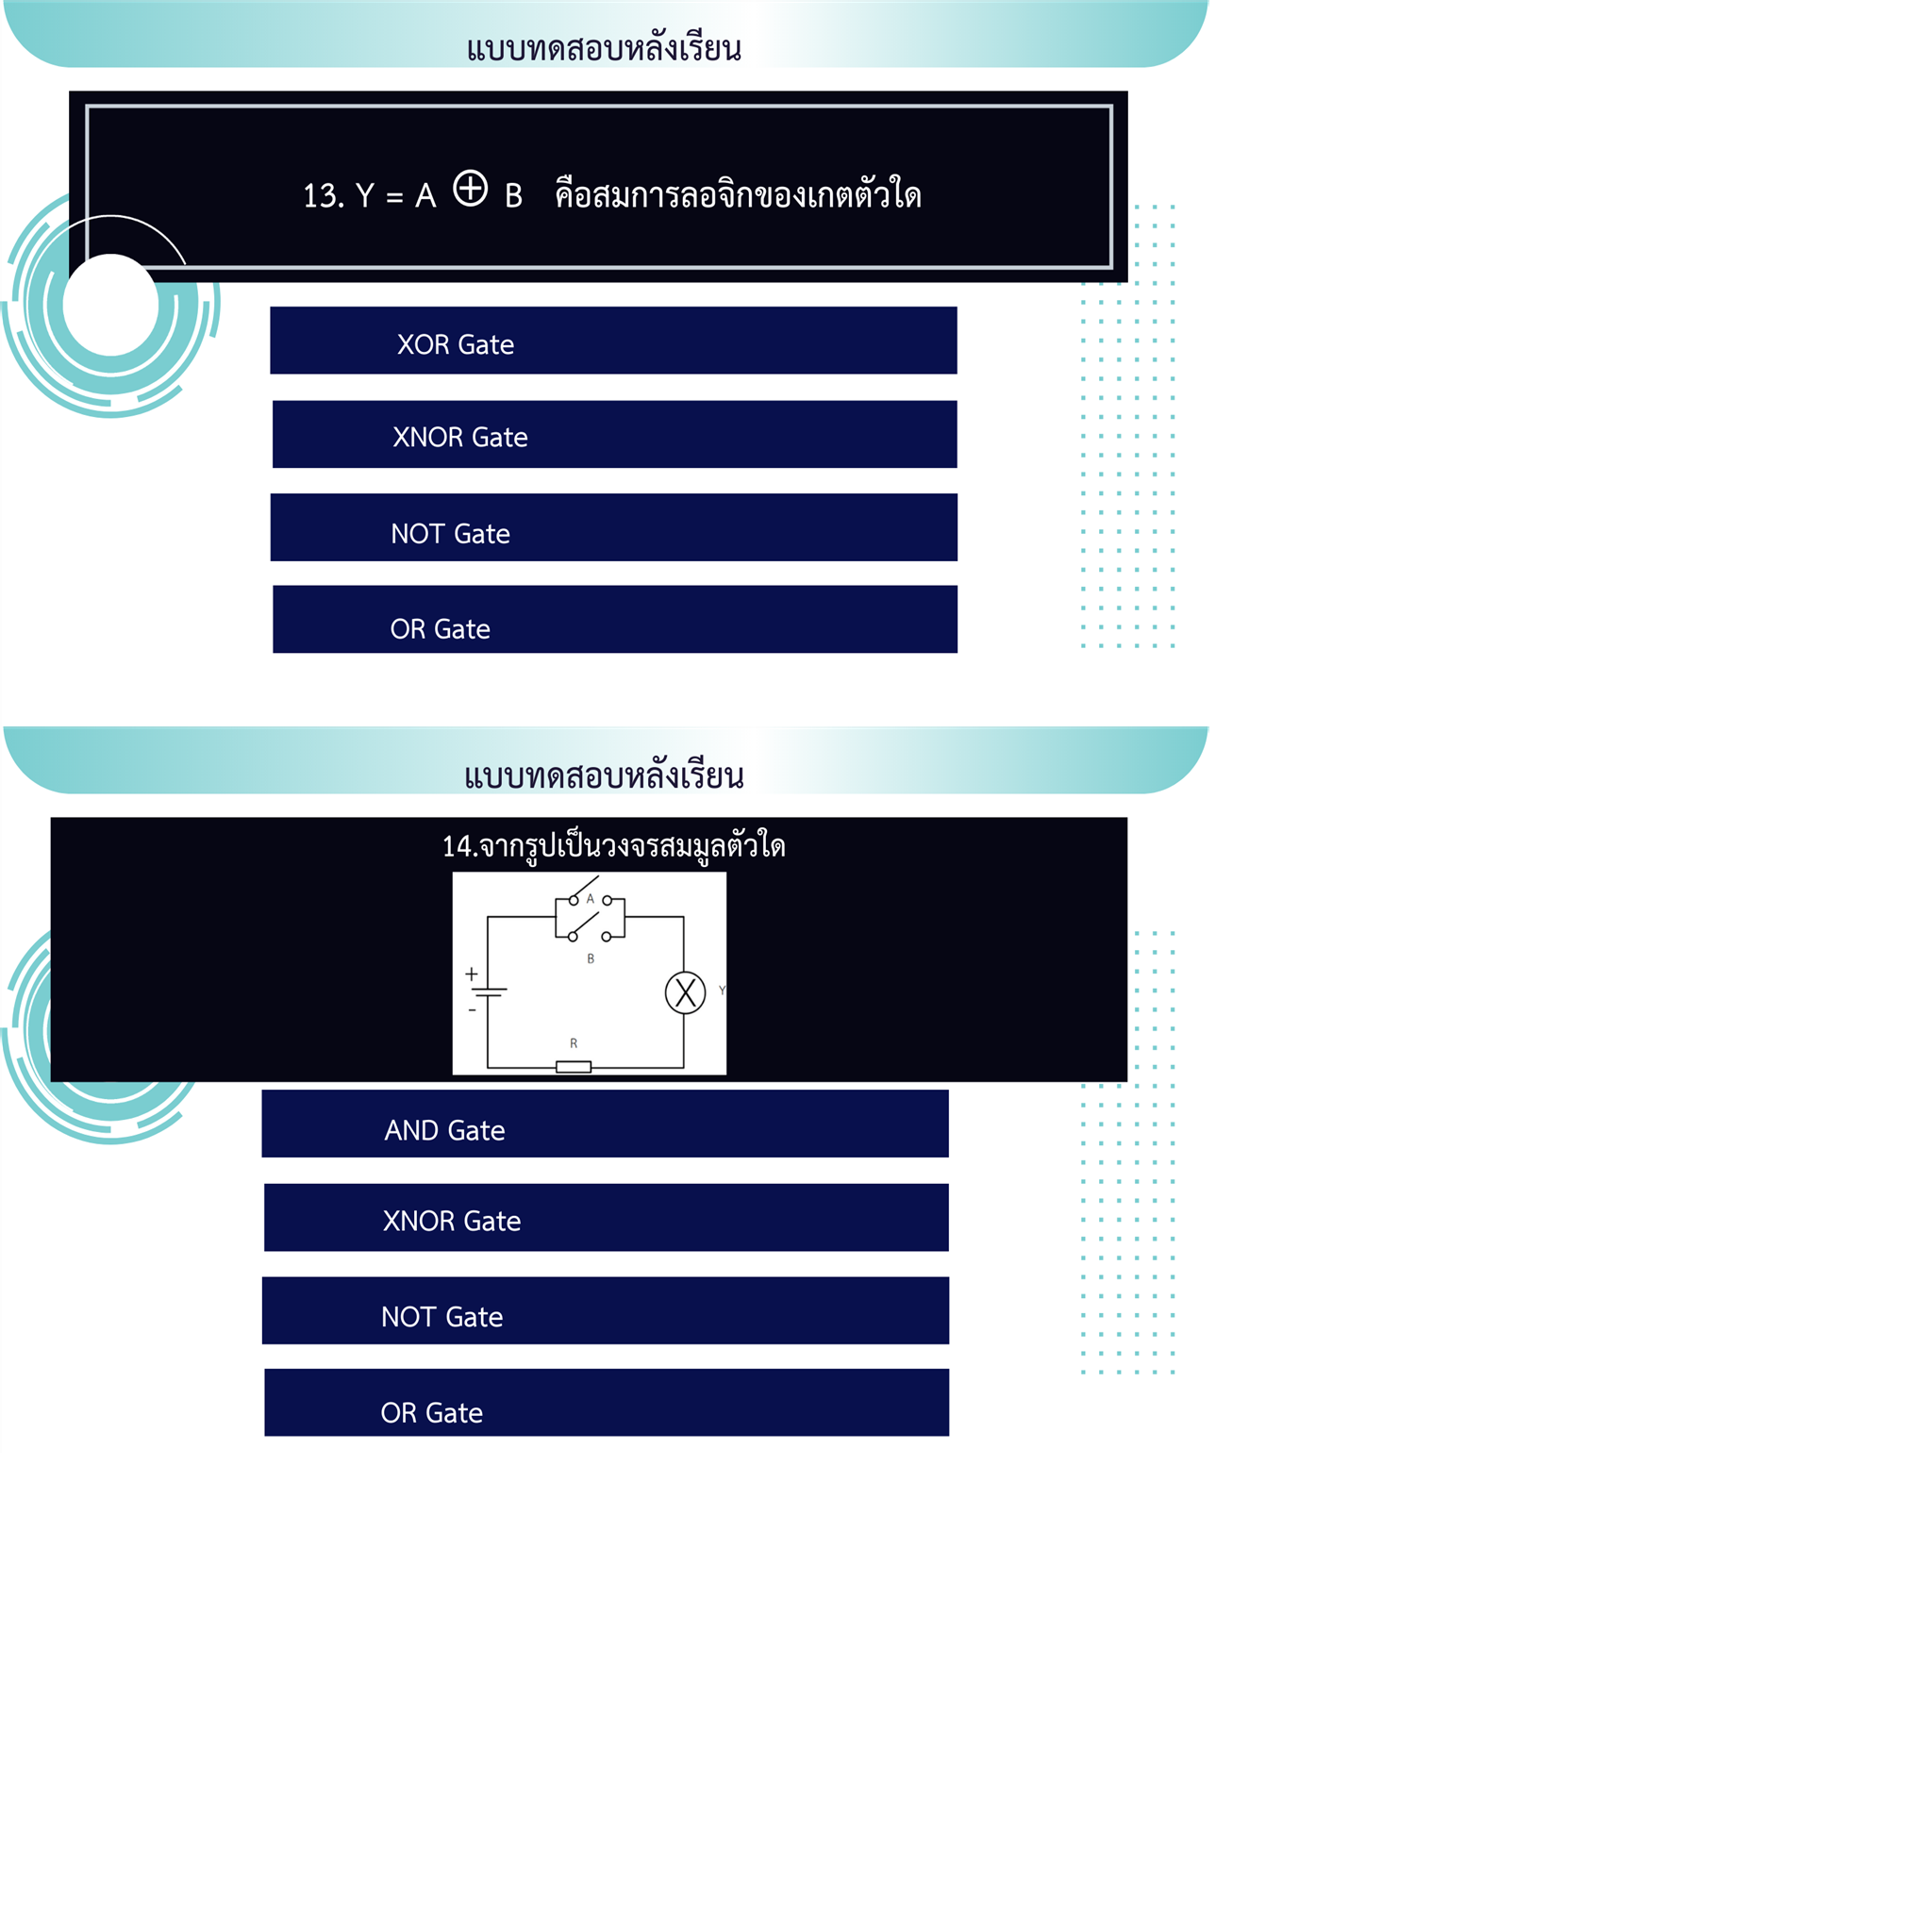 แบบทดสอบหลังเรียน
13. Y = A ⊕ B คือสมการลอจิกของเกตตัวใด
XOR Gate
XNOR Gate
NOT Gate
OR Gate
แบบทดสอบหลังเรียน
14.จากรูปเป็นวงจรสมมูลตัวใด
A
B
+
X
Y
-
R
AND Gate
XNOR Gate
NOT Gate
OR Gate